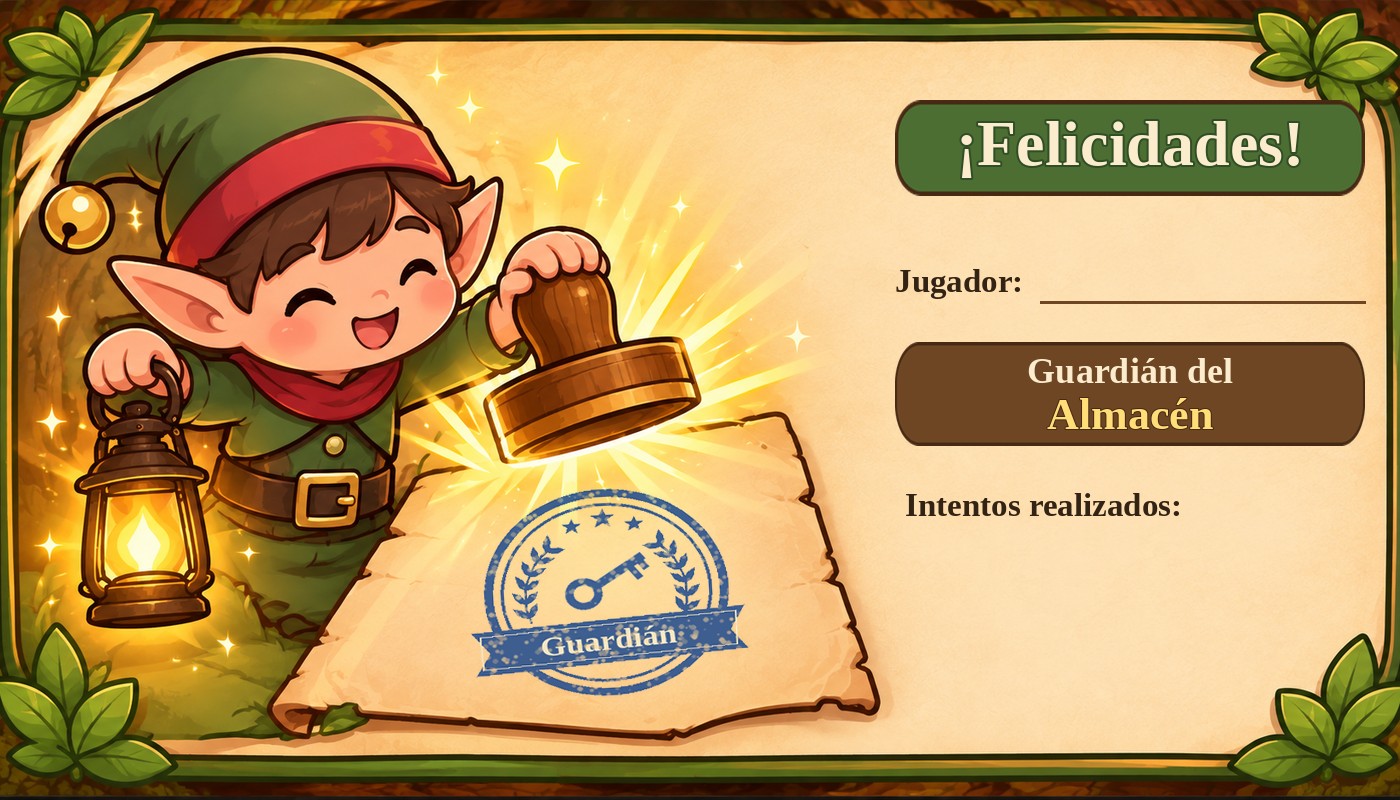 ¡Felicidades!
Jugador:
Guardián del
Almacén
Intentos realizados:
Guardián